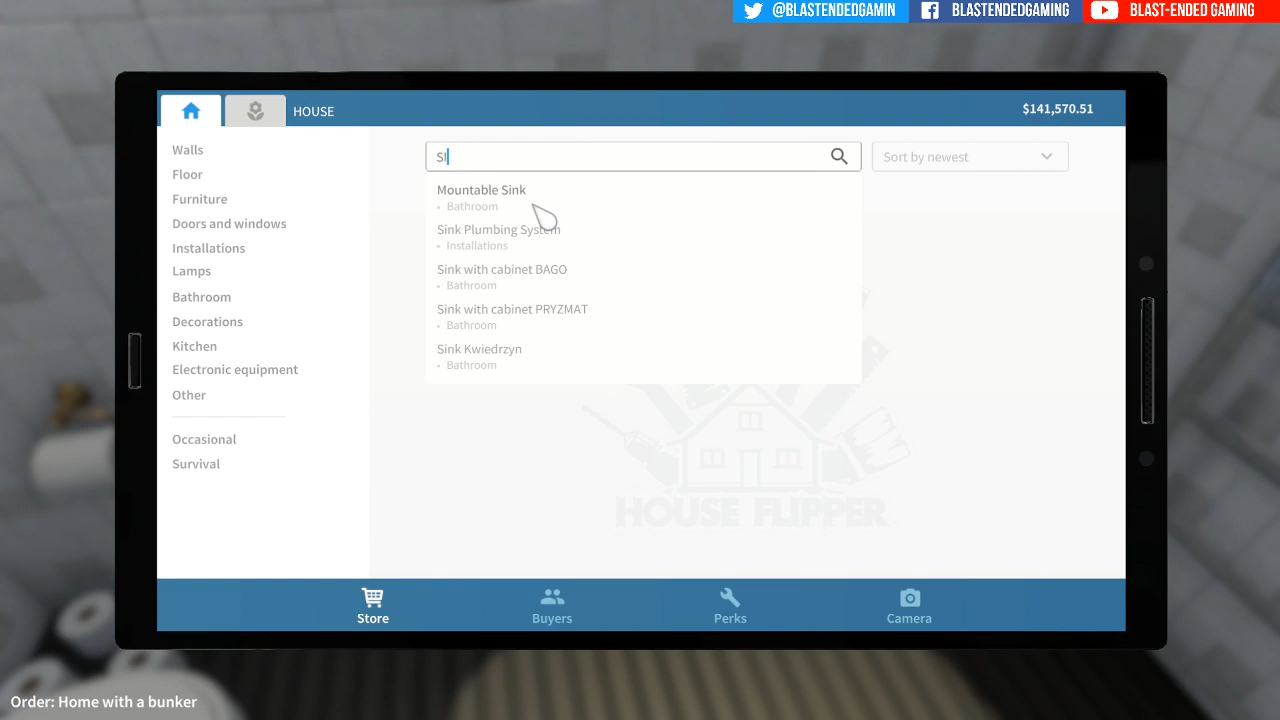 @BLASTENDEDGAMIN
BLASTENDEDGAMING
BLAST-ENDED GAMING
HOUSE
$141,570.51
Walls
Floor
Furniture
Doors and windows
Installations
Lamps
Bathroom
Decorations
Kitchen
Electronic equipment
Other
Occasional
Survival
SI
Sort by newest
Mountable Sink
• Bathroom
Sink Plumbing System
• Installations
Sink with cabinet BAGO
• Bathroom
Sink with cabinet PRYZMAT
• Bathroom
Sink Kwiedrzyn
• Bathroom
HOUSE FLIPPER
Store
Buyers
Perks
Camera
Order: Home with a bunker